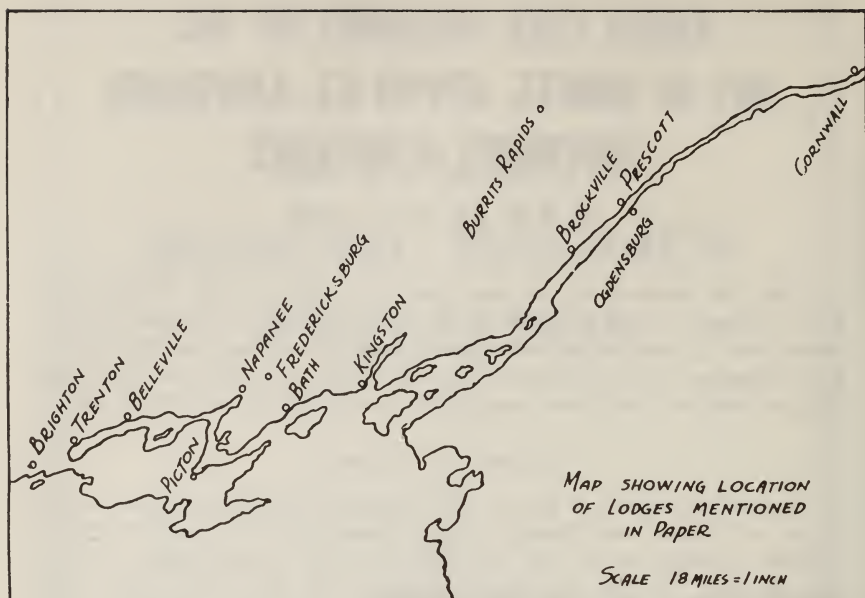 CORNWALL
BURRITS RAPIDS
PRESCOTT
BROCKVILLE
OGDENSBURG
KINGSTON
FREDERICKSBURG
NAPANEE
BATH
BELLEVILLE
TRENTON
BRIGHTON
PICTON
MAP SHOWING LOCATION
OF LODGES MENTIONED
IN PAPER
SCALE 18 MILES = 1 INCH